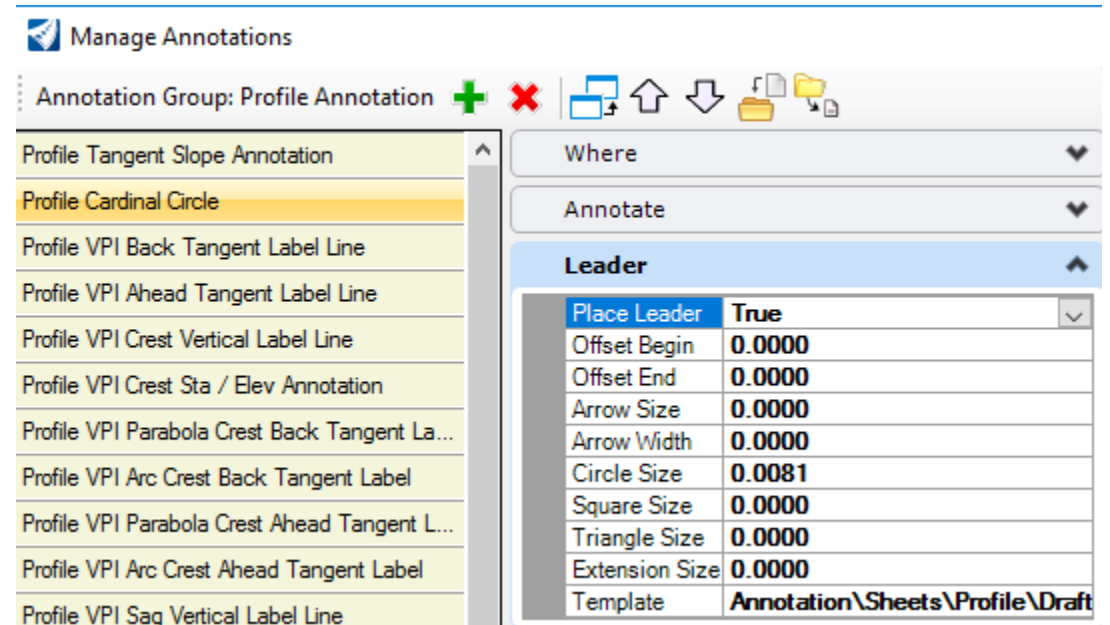 Manage Annotations
Annotation Group: Profile Annotation
Profile Tangent Slope Annotation
Profile Cardinal Circle
Profile VPI Back Tangent Label Line
Profile VPI Ahead Tangent Label Line
Profile VPI Crest Vertical Label Line
Profile VPI Crest Sta / Elev Annotation
Profile VPI Parabola Crest Back Tangent La...
Profile VPI Arc Crest Back Tangent Label
Profile VPI Parabola Crest Ahead Tangent L...
Profile VPI Arc Crest Ahead Tangent Label
Profile VPI Sag Vertical Label Line
Where
Annotate
Leader
Place Leader True
Offset Begin 0.0000
Offset End 0.0000
Arrow Size 0.0000
Arrow Width 0.0000
Circle Size 0.0081
Square Size 0.0000
Triangle Size 0.0000
Extension Size 0.0000
Template Annotation\Sheets\Profile\Draft